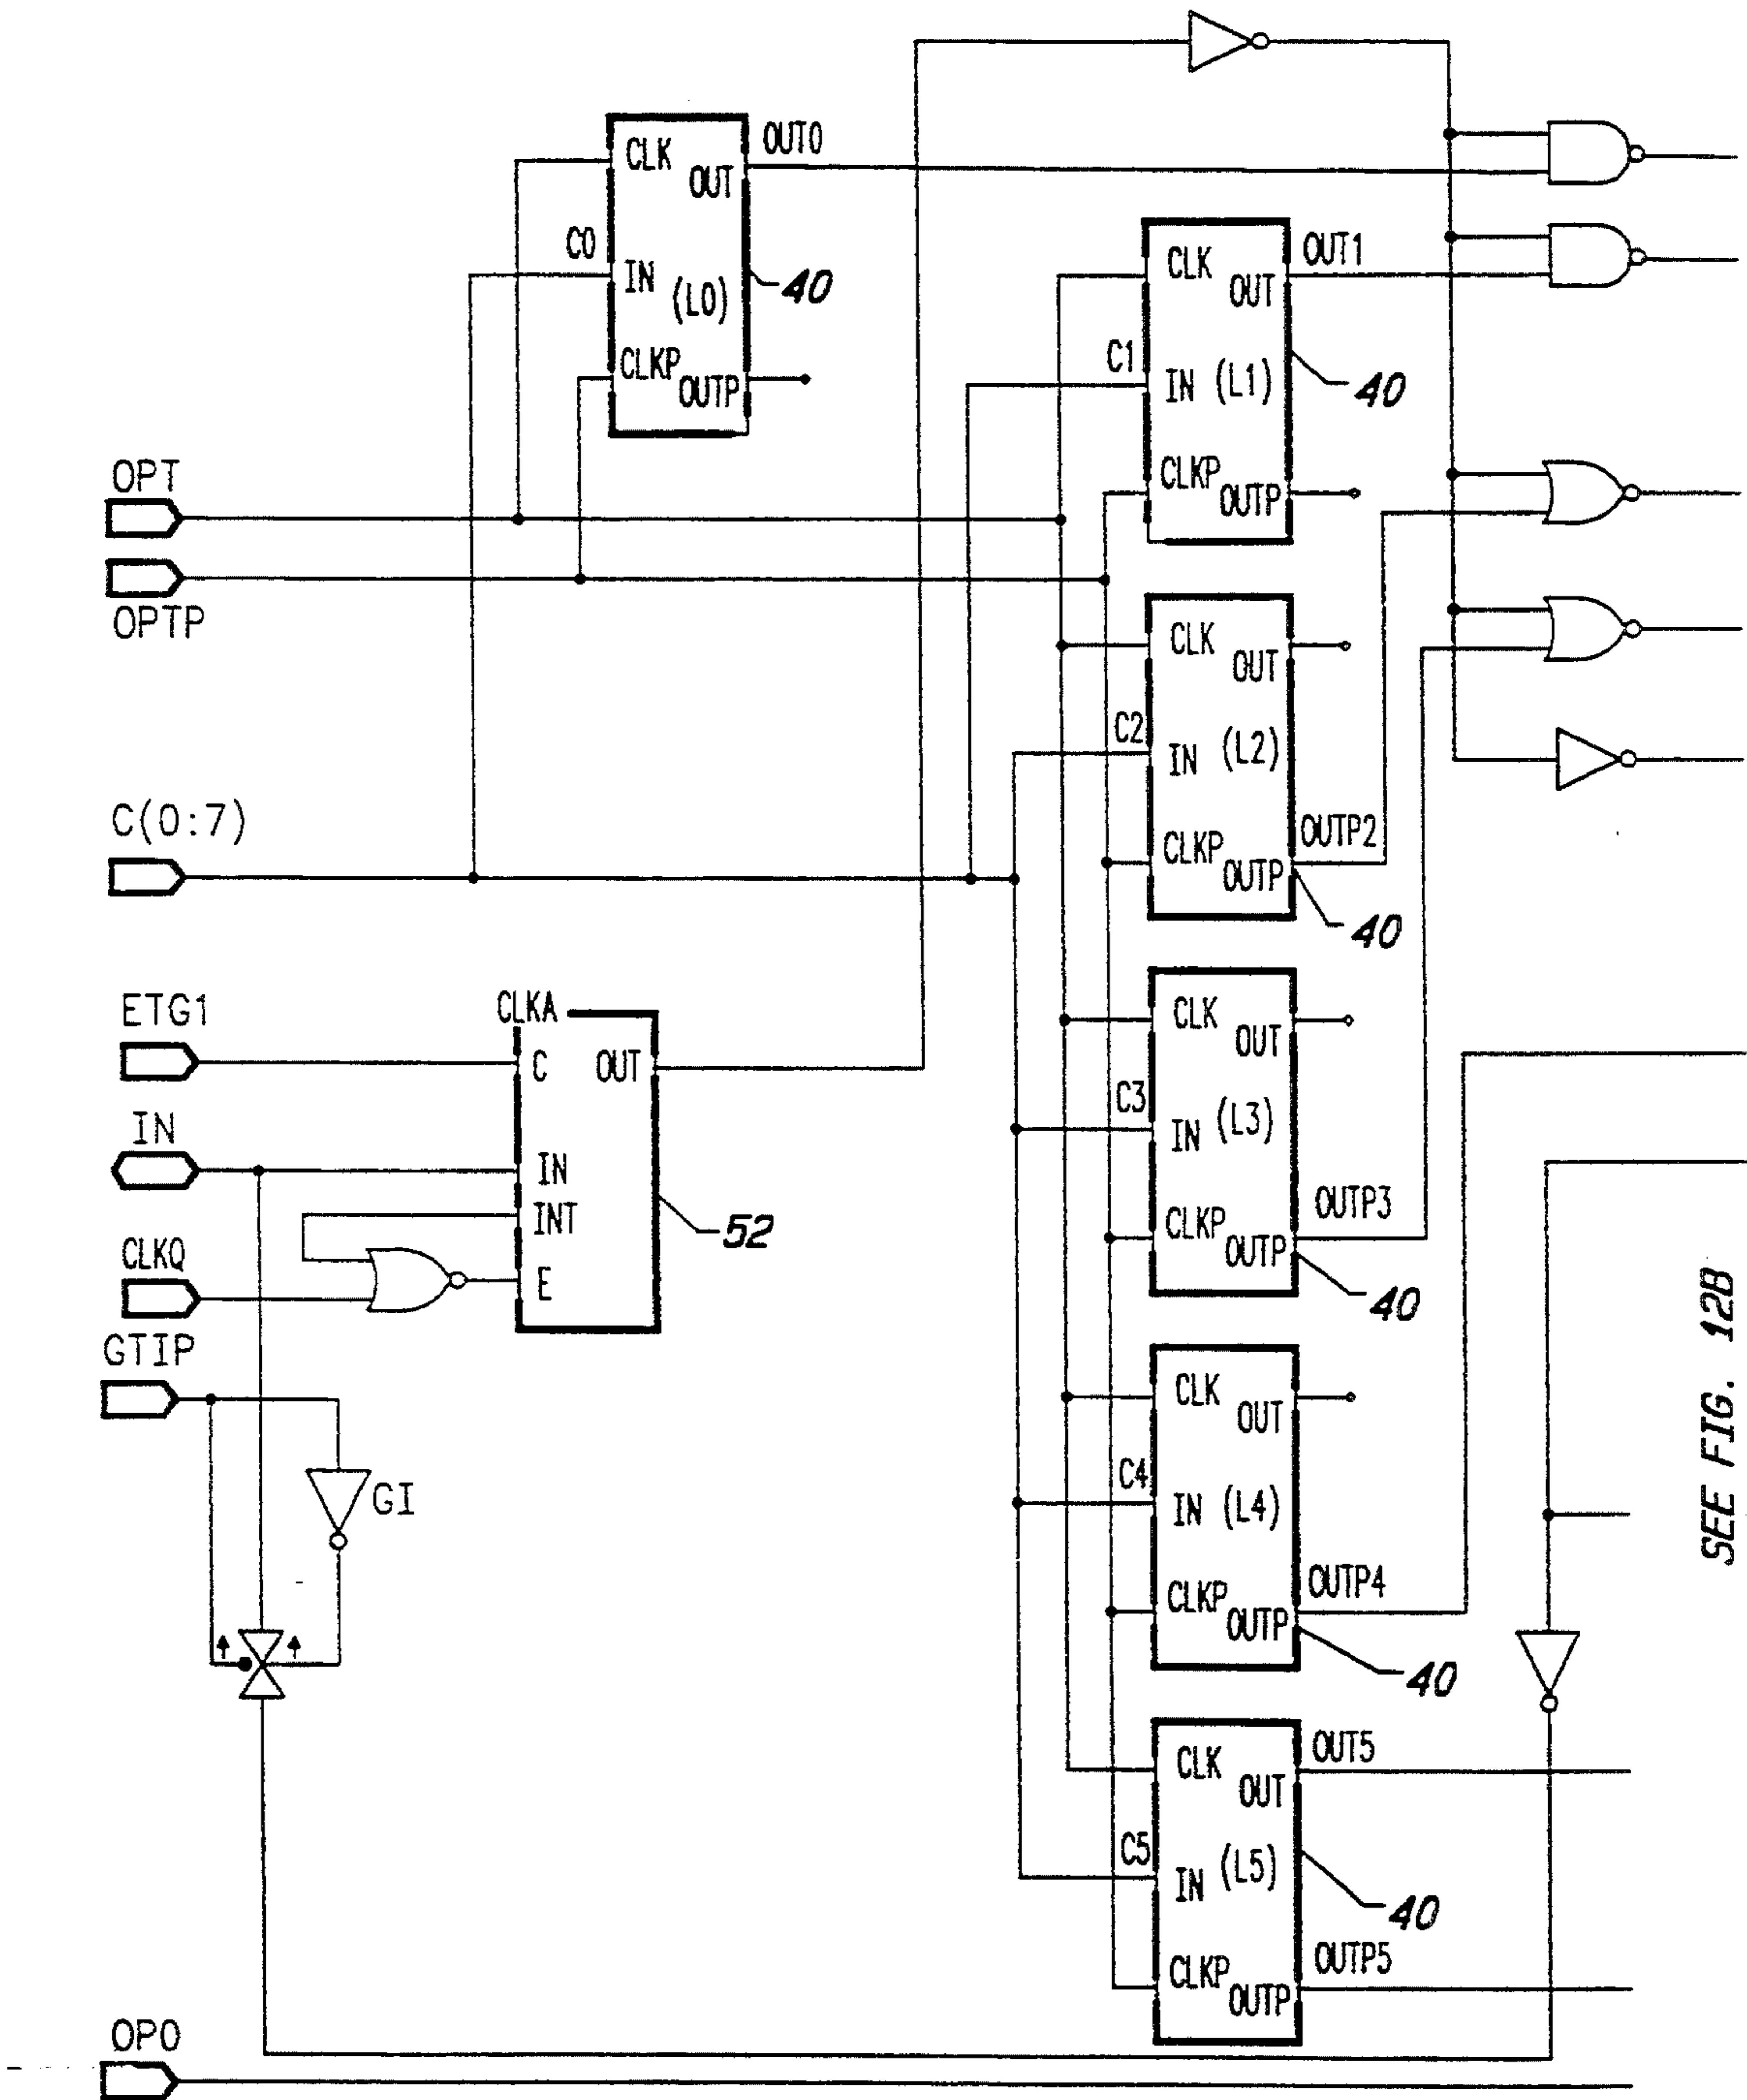 OUT0
CLK
OUT
C0
IN
(L0)
40
CLKP
OUTP
OUT1
CLK
OUT
C1
IN
(L1)
40
CLKP
OUTP
OPT
OPTP
CLK
OUT
C2
IN
(L2)
OUTP2
CLKP
OUTP
40
C(0:7)
ETG1
CLKA
C
OUT
IN
IN
INT
52
CLKQ
E
GTIP
GI
CLK
OUT
C3
IN
(L3)
OUTP3
CLKP
OUTP
40
CLK
OUT
C4
IN
(L4)
OUTP4
CLKP
OUTP
40
SEE FIG. 12B
CLK
OUT5
OUT
C5
IN
(L5)
40
OUTP5
CLKP
OUTP
OPO